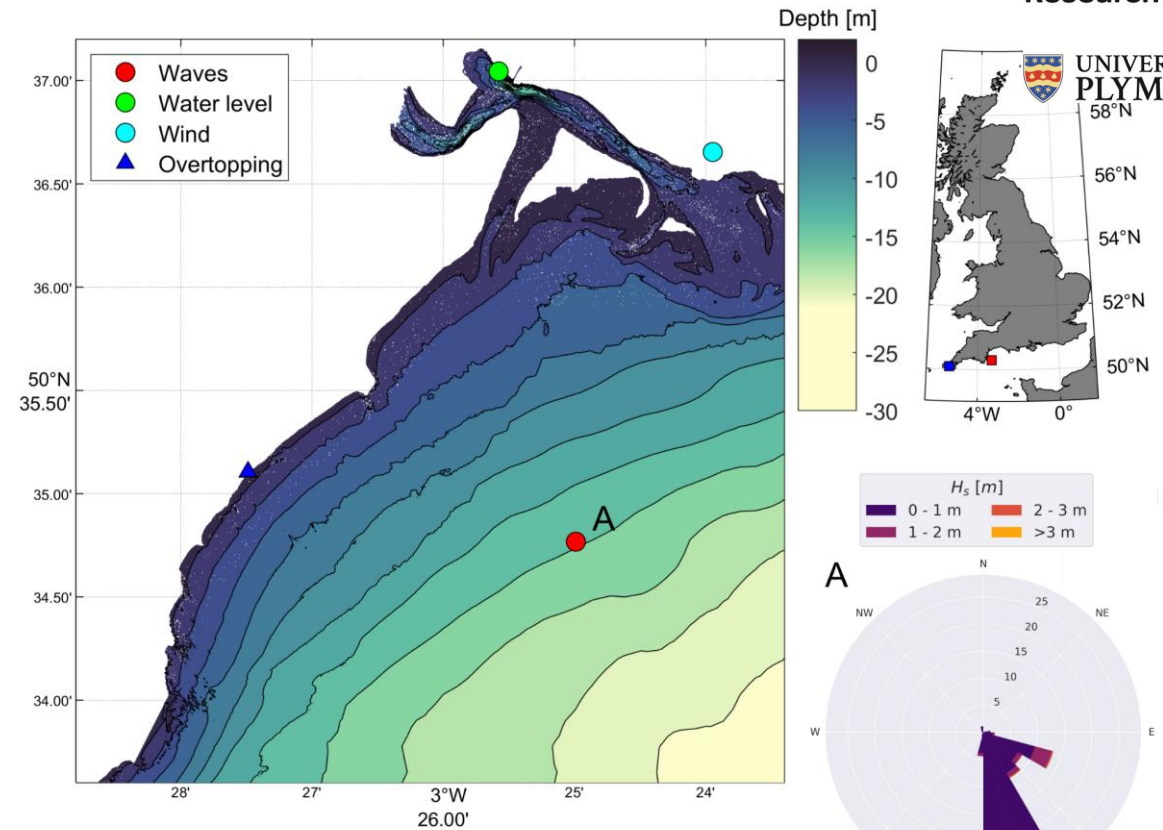 Research
Depth [m]
Waves
Water level
Wind
Overtopping
37.00'
36.50'
36.00'
50°N
35.50'
35.00'
34.50'
34.00'
28'
27'
3°W
26.00'
25'
24'
A
0
-5
-10
-15
-20
-25
-30
UNIVER
PLYM
58°N
56°N
54°N
52°N
50°N
4°W
0°
Hs [m]
0 - 1 m
2 - 3 m
1 - 2 m
>3 m
A
N
NW
NE
W
E
25
20
15
10
5